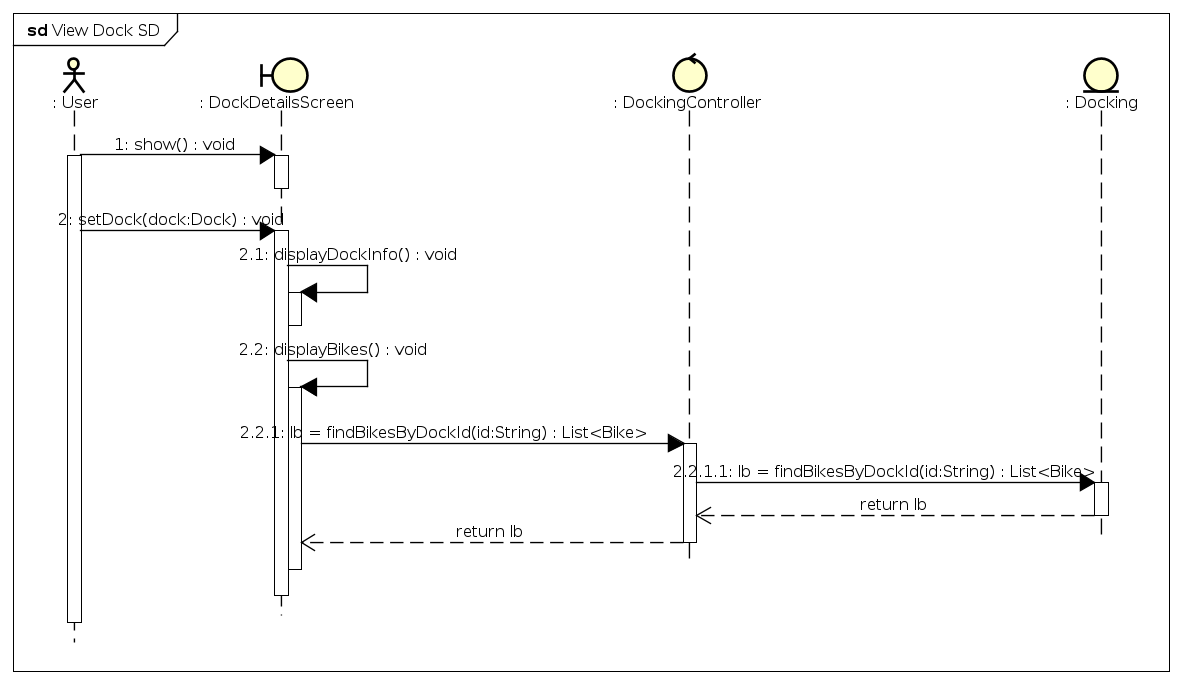 sd View Dock SD
: User
: DockDetailsScreen
: DockingController
: Docking
1: show() : void
2: setDock(dock:Dock) : void
2.1: displayDockInfo() : void
2.2: displayBikes() : void
2.2.1: lb = findBikesByDockId(id:String) : List<Bike>
2.2.1.1: lb = findBikesByDockId(id:String) : List<Bike>
return lb
return lb